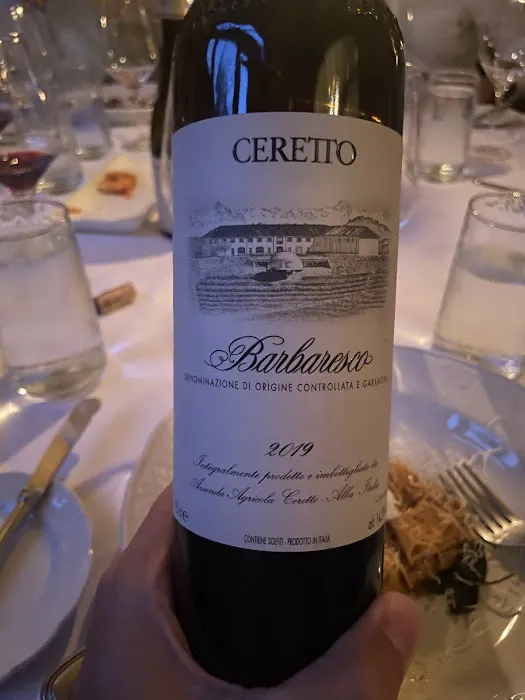 CERETTO
Barbaresco
DENOMINAZIONE DI ORIGINE CONTROLLATA E GARANTITA
2019
Integralmente prodotto e imbottigliato da
Azienda Agricola Ceretto - Alba - Italia
CONTIENE SOLFITI - PRODOTTO IN ITALIA